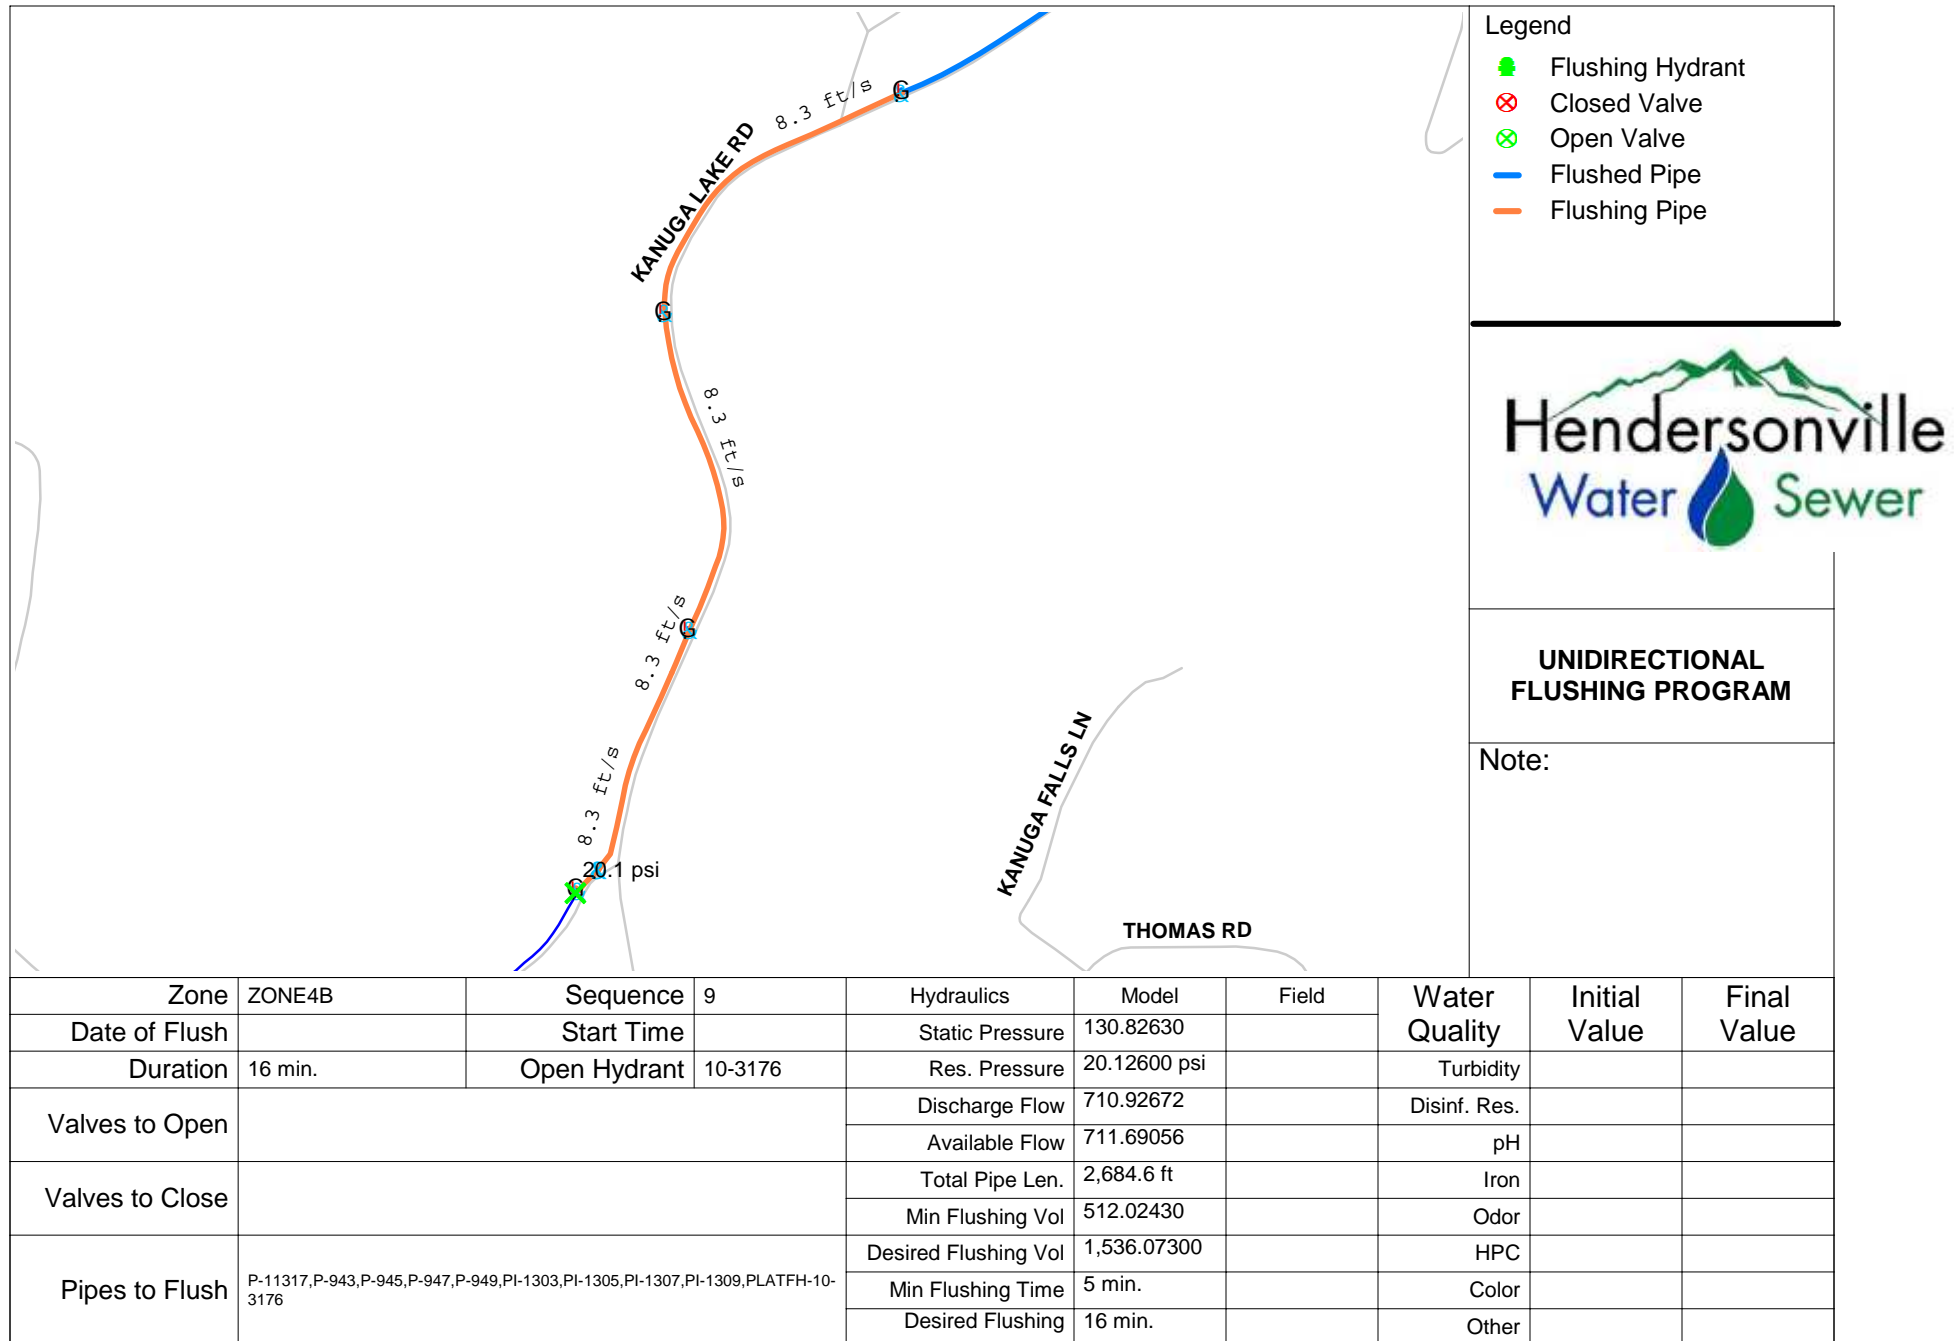 8.3 ft/s
G
KANUGA LAKE RD
G
8.3 ft/s
8.3 ft/s
G
8.3 ft/s
20.1 psi
G
KANUGA FALLS LN
THOMAS RD
Legend
Flushing Hydrant
Closed Valve
Open Valve
Flushed Pipe
Flushing Pipe
Hendersonville
Water Sewer
UNIDIRECTIONAL
FLUSHING PROGRAM
Note:
Zone ZONE4B Sequence 9
Date of Flush Start Time
Duration 16 min. Open Hydrant 10-3176
Valves to Open
Valves to Close
Pipes to Flush P-11317,P-943,P-945,P-947,P-949,PI-1303,PI-1305,PI-1307,PI-1309,PLATFH-10-
3176
Hydraulics Model Field
Static Pressure 130.82630
Res. Pressure 20.12600 psi
Discharge Flow 710.92672
Available Flow 711.69056
Total Pipe Len. 2,684.6 ft
Min Flushing Vol 512.02430
Desired Flushing Vol 1,536.07300
Min Flushing Time 5 min.
Desired Flushing 16 min.
Water Initial Final
Quality Value Value
Turbidity
Disinf. Res.
pH
Iron
Odor
HPC
Color
Other